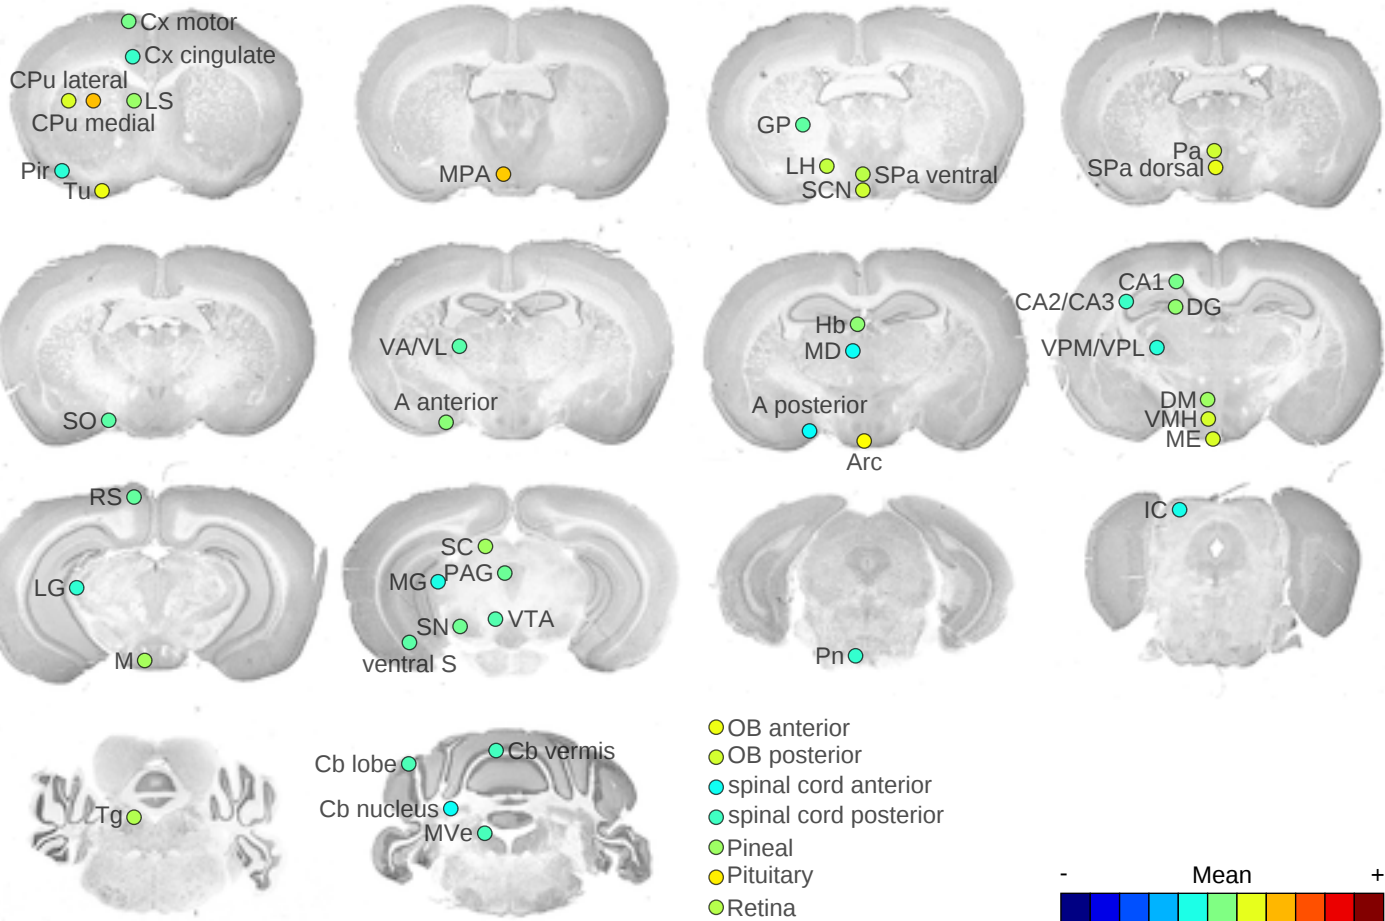 Cx motor
Cx cingulate
CPu lateral
LS
CPu medial
Pir
Tu
MPA
GP
LH
SPa ventral
SCN
Pa
SPa dorsal
SO
VA/VL
A anterior
Hb
MD
A posterior
Arc
CA1
CA2/CA3
DG
VPM/VPL
DM
VMH
ME
RS
LG
M
SC
PAG
MG
VTA
SN
ventral S
Pn
IC
Tg
Cb vermis
Cb lobe
Cb nucleus
MVe
OB anterior
OB posterior
spinal cord anterior
spinal cord posterior
Pineal
Pituitary
Retina
- Mean +